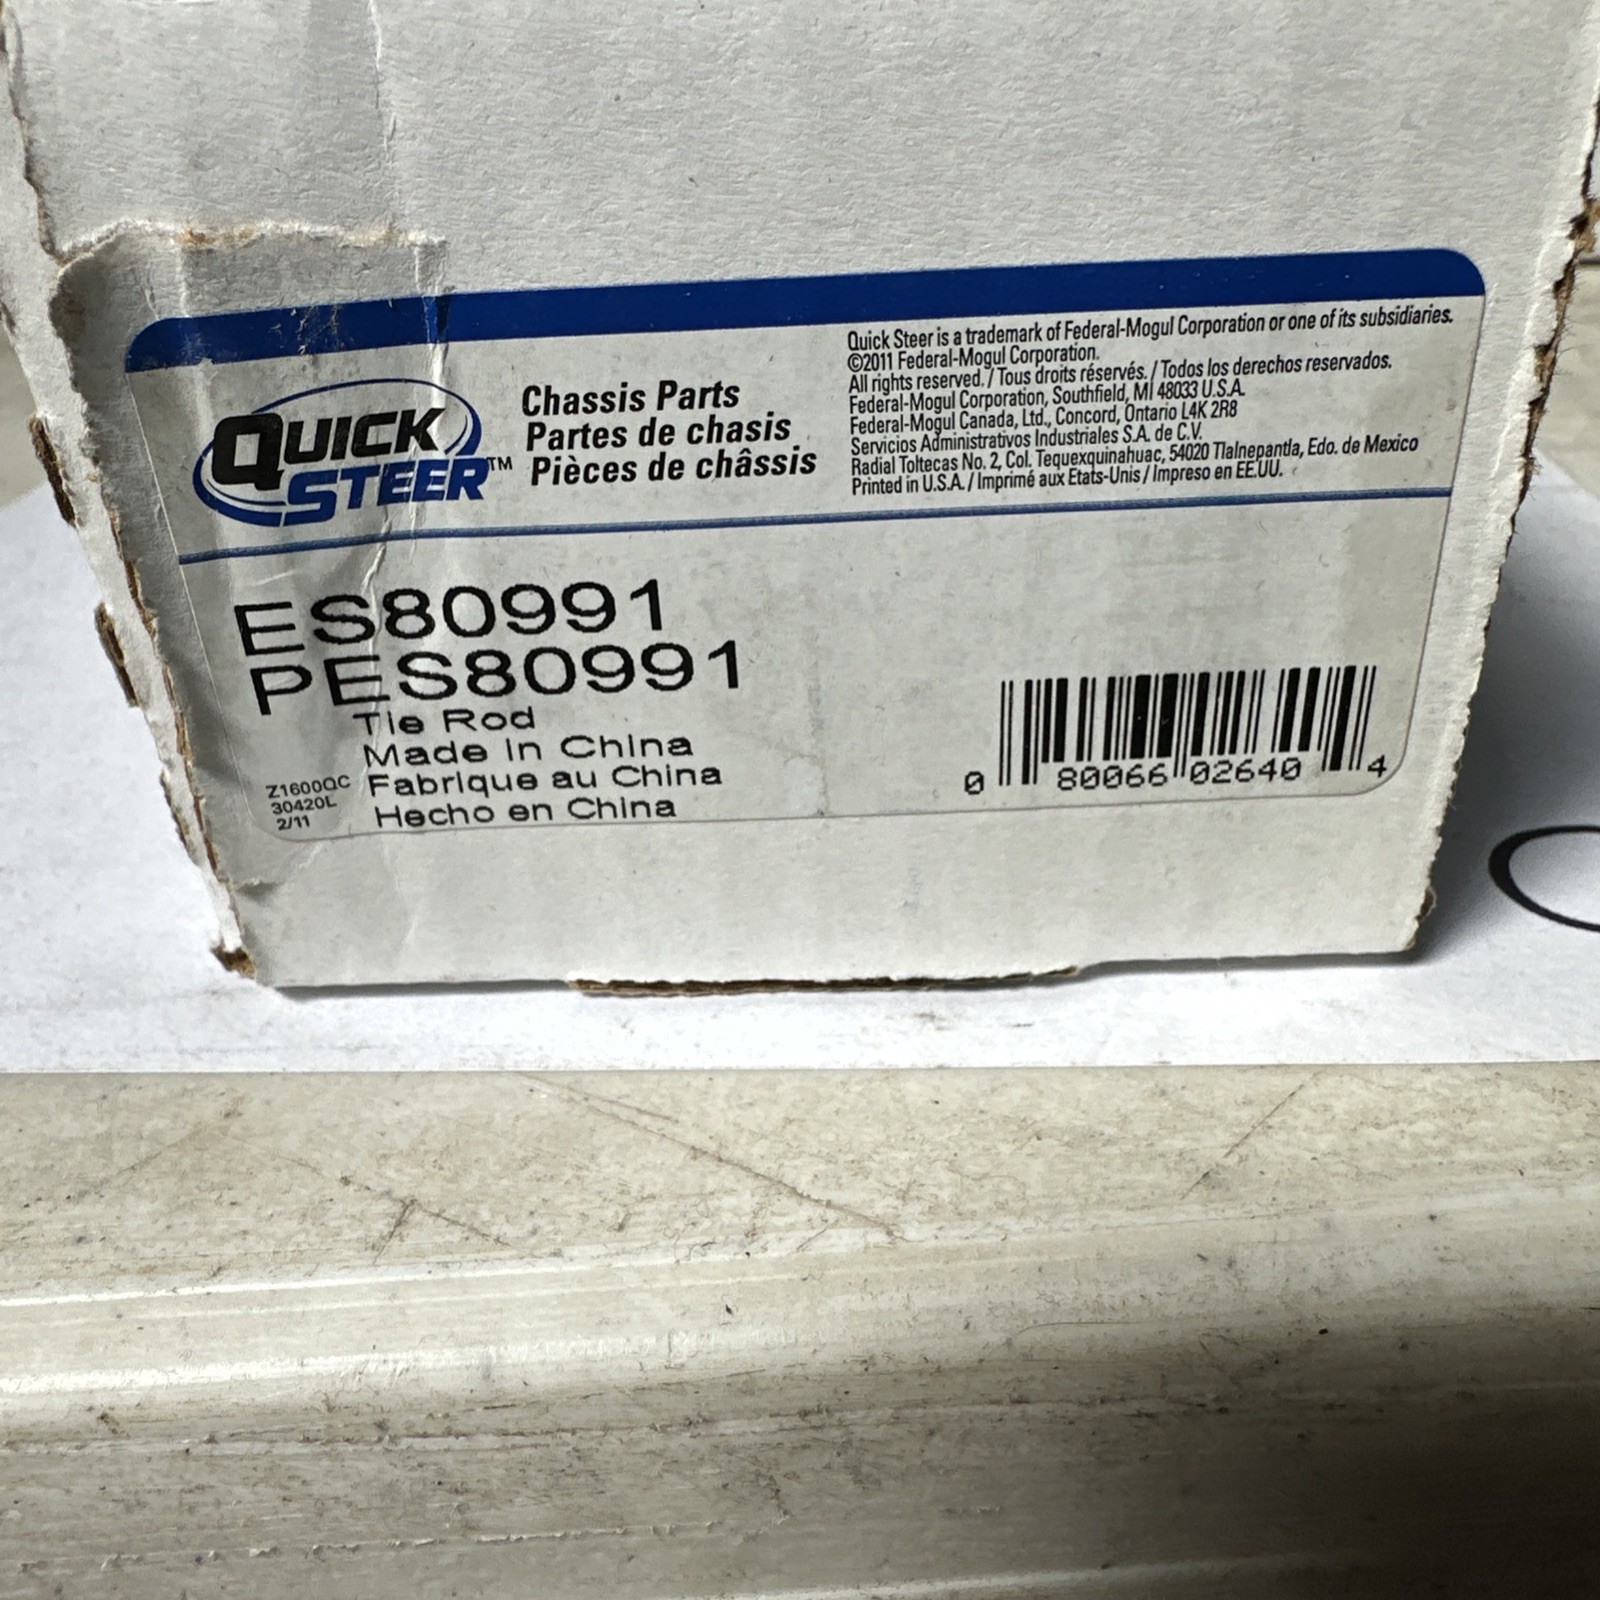 QUICK
STEER™
Chassis Parts
Partes de chasis
Pièces de châssis
Quick Steer is a trademark of Federal-Mogul Corporation or one of its subsidiaries.
©2011 Federal-Mogul Corporation.
All rights reserved. / Tous droits réservés. / Todos los derechos reservados.
Federal-Mogul Corporation, Southfield, MI 48033 U.S.A.
Federal-Mogul Canada, Ltd., Concord, Ontario L4K 2R8
Servicios Administrativos Industriales S.A. de C.V.
Radial Toltecas No. 2, Col. Tequexquinahuac, 54020 Tlalnepantla, Edo. de Mexico
Printed in U.S.A. / Imprimé aux Etats-Unis / Impreso en EE.UU.
ES80991
PES80991
Tie Rod
Made in China
Fabrique au China
Hecho en China
Z1600QC
30420L
2/11
0 80066 02640 4